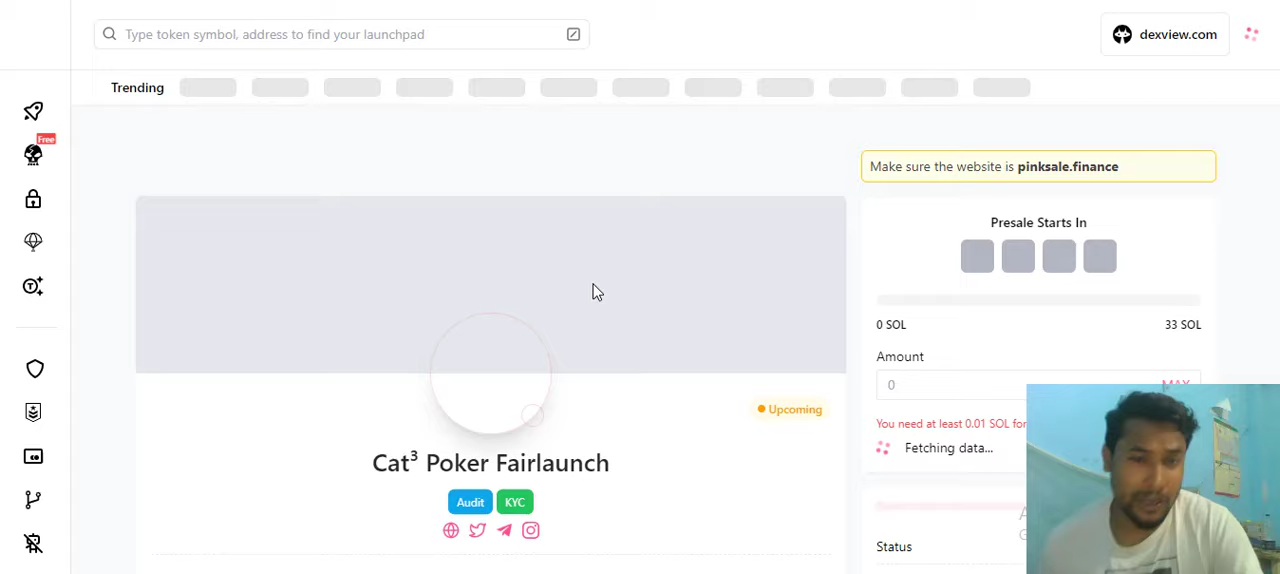 Type token symbol, address to find your launchpad
dexview.com
Trending
Free
Make sure the website is pinksale.finance
Presale Starts In
0 SOL
33 SOL
Amount
0
MAX
Upcoming
You need at least 0.01 SOL for
Fetching data...
Cat³ Poker Fairlaunch
Audit
KYC
Status